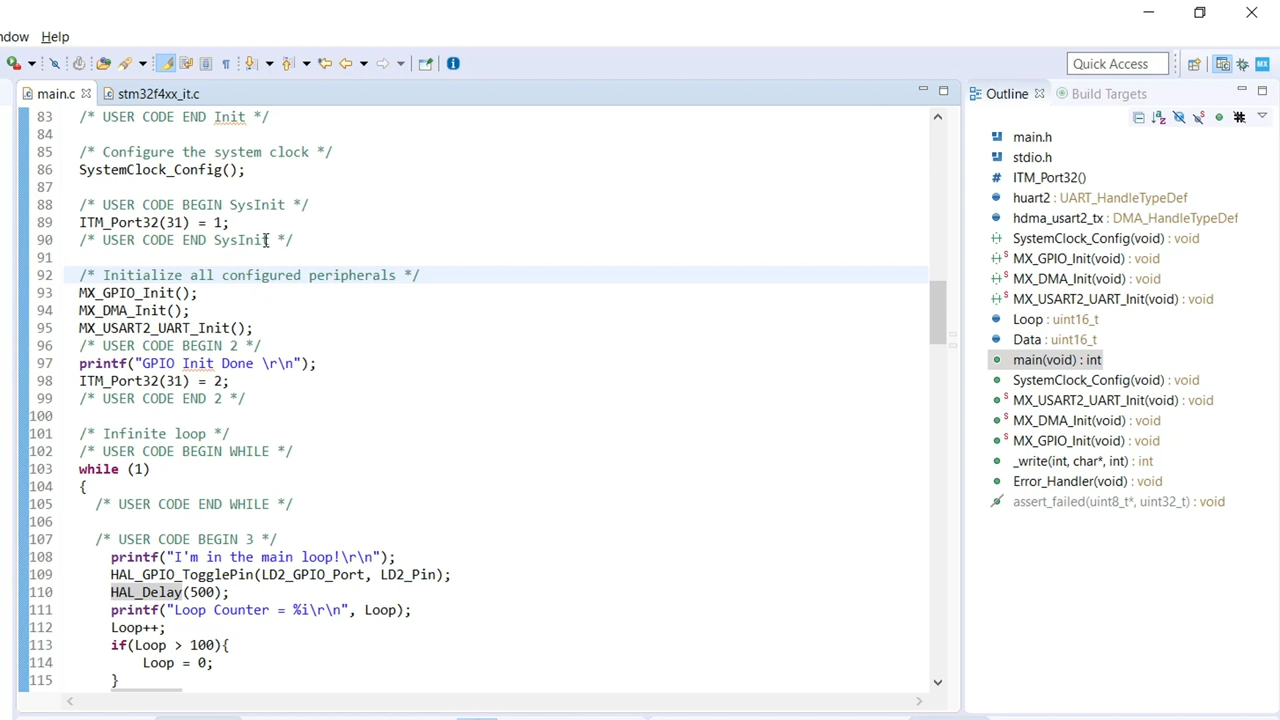 ndow Help
Quick Access
MX
main.c
stm32f4xx_it.c
83 /* USER CODE END Init */
84
85 /* Configure the system clock */
86 SystemClock_Config();
87
88 /* USER CODE BEGIN SysInit */
89 ITM_Port32(31) = 1;
90 /* USER CODE END SysInit */
91
92 /* Initialize all configured peripherals */
93 MX_GPIO_Init();
94 MX_DMA_Init();
95 MX_USART2_UART_Init();
96 /* USER CODE BEGIN 2 */
97 printf("GPIO Init Done \r\n");
98 ITM_Port32(31) = 2;
99 /* USER CODE END 2 */
100
101 /* Infinite loop */
102 /* USER CODE BEGIN WHILE */
103 while (1)
104 {
105 /* USER CODE END WHILE */
106
107 /* USER CODE BEGIN 3 */
108 printf("I'm in the main loop!\r\n");
109 HAL_GPIO_TogglePin(LD2_GPIO_Port, LD2_Pin);
110 HAL_Delay(500);
111 printf("Loop Counter = %i\r\n", Loop);
112 Loop++;
113 if(Loop > 100){
114 Loop = 0;
115 }
Outline
Build Targets
main.h
stdio.h
# ITM_Port32()
huart2 : UART_HandleTypeDef
hdma_usart2_tx : DMA_HandleTypeDef
SystemClock_Config(void) : void
S MX_GPIO_Init(void) : void
S MX_DMA_Init(void) : void
S MX_USART2_UART_Init(void) : void
Loop : uint16_t
Data : uint16_t
main(void) : int
SystemClock_Config(void) : void
S MX_USART2_UART_Init(void) : void
S MX_DMA_Init(void) : void
S MX_GPIO_Init(void) : void
_write(int, char*, int) : int
Error_Handler(void) : void
assert_failed(uint8_t*, uint32_t) : void